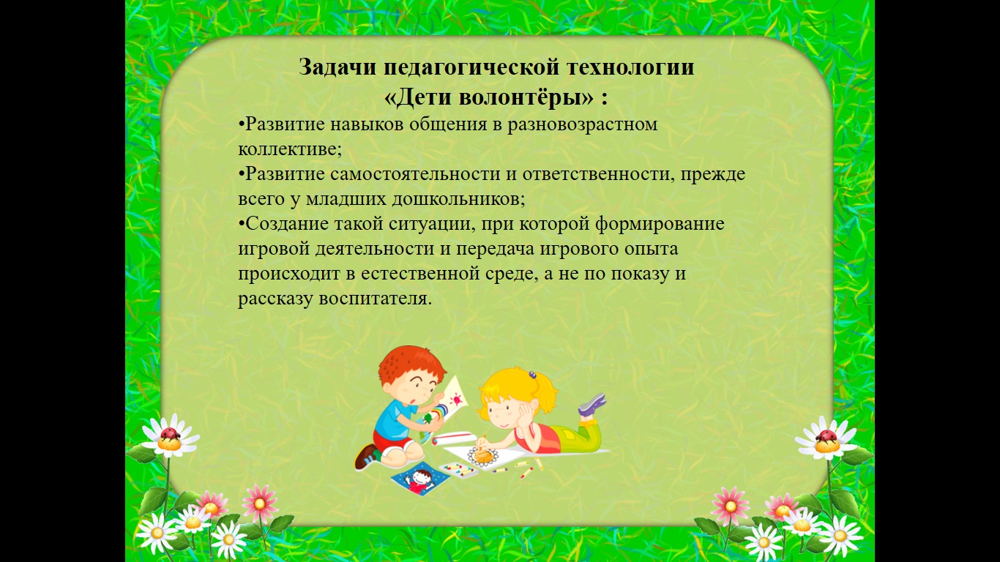 Задачи педагогической технологии
«Дети волонтёры» :
•Развитие навыков общения в разновозрастном
коллективе;
•Развитие самостоятельности и ответственности, прежде
всего у младших дошкольников;
•Создание такой ситуации, при которой формирование
игровой деятельности и передача игрового опыта
происходит в естественной среде, а не по показу и
рассказу воспитателя.